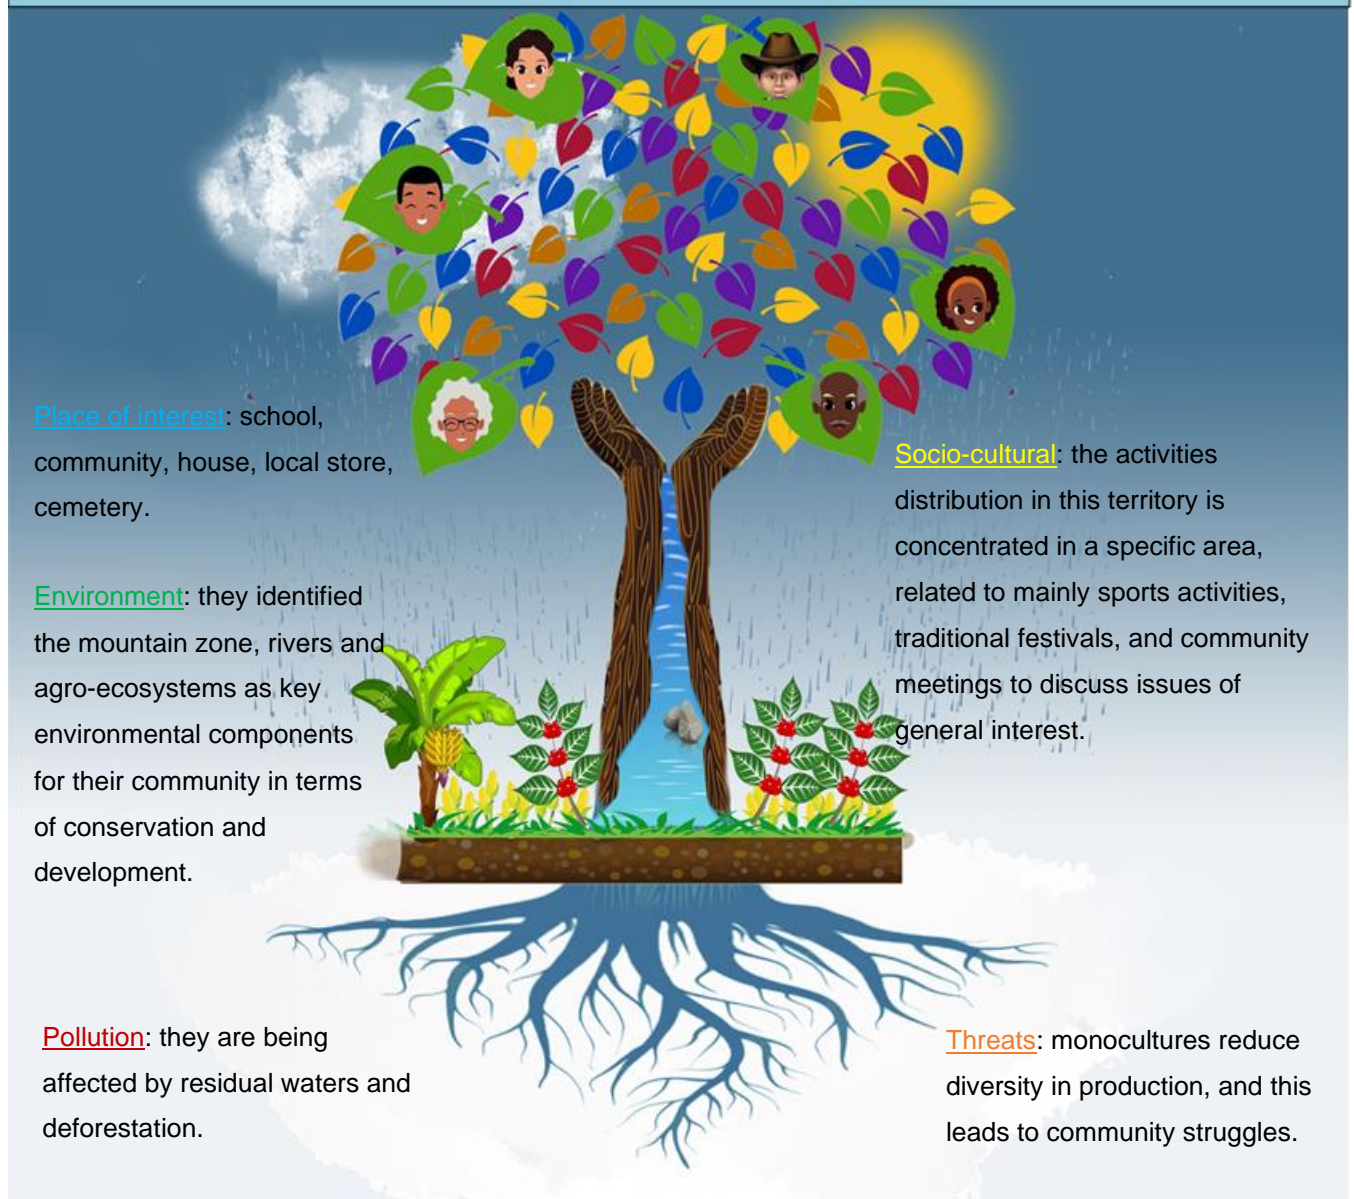 Place of interest: school,
community, house, local store,
cemetery.
Environment: they identified
the mountain zone, rivers and
agro-ecosystems as key
environmental components
for their community in terms
of conservation and
development.
Socio-cultural: the activities
distribution in this territory is
concentrated in a specific area,
related to mainly sports activities,
traditional festivals, and community
meetings to discuss issues of
general interest.
Pollution: they are being
affected by residual waters and
deforestation.
Threats: monocultures reduce
diversity in production, and this
leads to community struggles.